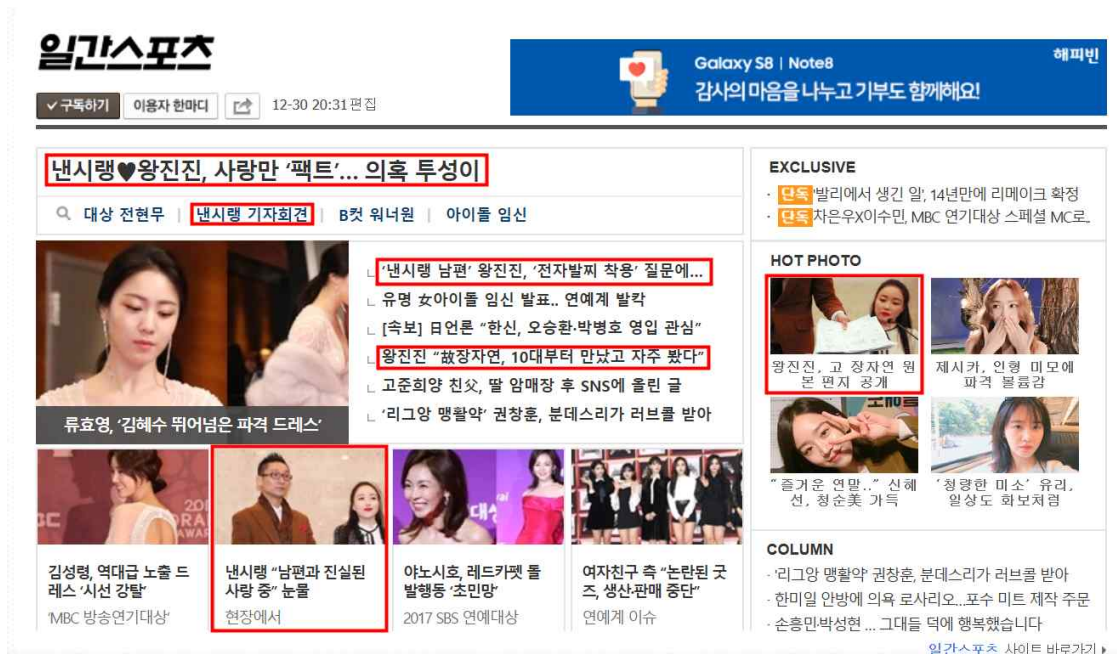 일간스포츠
구독하기
이용자 한마디
12-30 20:31 편집
Galaxy S8 | Note8
감사의 마음을 나누고 기부도 함께해요!
해피빈
낸시랭♥왕진진, 사랑만 ‘팩트’... 의혹 투성이
대상 전현무 | 낸시랭 기자회견 | B컷 워너원 | 아이돌 임신
류효영, ‘김혜수 뛰어넘은 파격 드레스’
‘낸시랭 남편’ 왕진진, ‘전자발찌 착용’ 질문에...
유명 女아이돌 임신 발표.. 연예계 발칵
[속보] 日언론 “한신, 오승환·박병호 영입 관심”
왕진진 “故장자연, 10대부터 만났고 자주 봤다”
고준희양 친父, 딸 암매장 후 SNS에 올린 글
‘리그앙 맹활약’ 권창훈, 분데스리가 러브콜 받아
김성령, 역대급 노출 드
레스 ‘시선 강탈’
‘MBC 방송연기대상’
낸시랭 “남편과 진실된
사랑 중” 눈물
현장에서
야노시호, 레드카펫 돌
발행동 ‘초민망’
2017 SBS 연예대상
여자친구 측 “논란된 굿
즈, 생산·판매 중단”
연예계 이슈
EXCLUSIVE
· 단독 ‘발리에서 생긴 일’, 14년만에 리메이크 확정
· 단독 차은우X이수민, MBC 연기대상 스페셜 MC로..
HOT PHOTO
왕진진, 고 장자연 원
본 편지 공개
제시카, 인형 미모에
파격 볼륨감
“즐거운 연말..” 신혜
선, 청순美 가득
‘청량한 미소’ 유리,
일상도 화보처럼
COLUMN
· ‘리그앙 맹활약’ 권창훈, 분데스리가 러브콜 받아
· 한미일 안방에 의욕 로사리오...포수 미트 제작 주문
· 손흥민·박성현 ... 그대들 덕에 행복했습니다
일간스포츠 사이트 바로가기